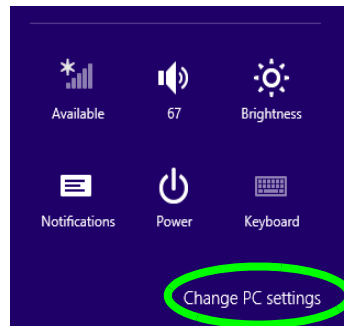 Available 67 Brightness
Notifications Power Keyboard
Change PC settings